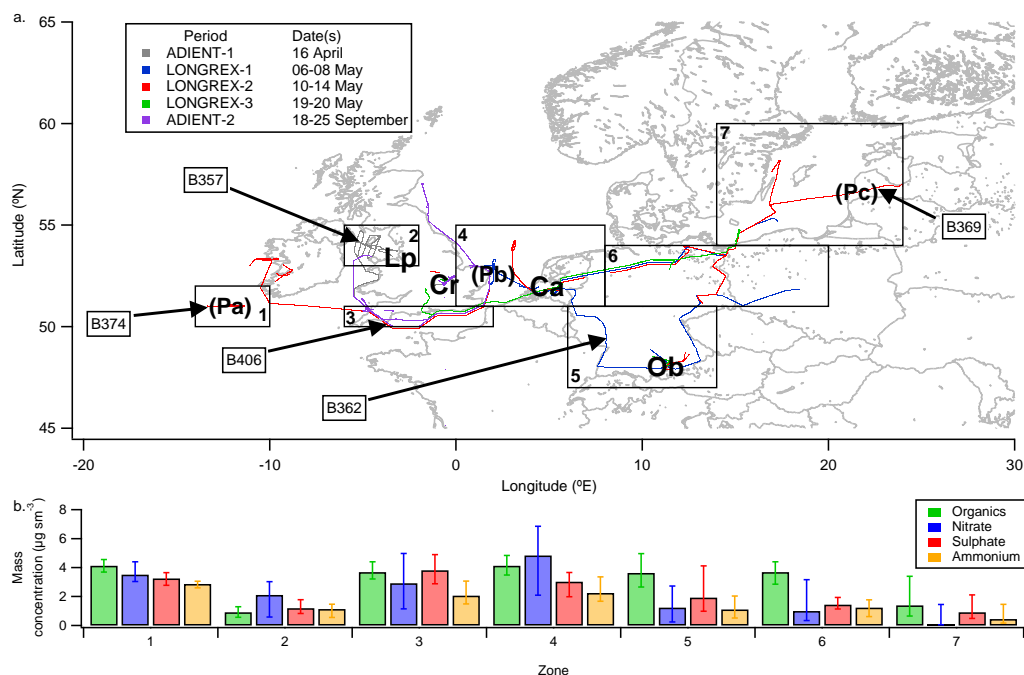 a.
65
60
55
50
45
Latitude (ºN)
Period Date(s)
ADIENT-1 16 April
LONGREX-1 06-08 May
LONGREX-2 10-14 May
LONGREX-3 19-20 May
ADIENT-2 18-25 September
B357
B374
B406
B362
B369
(Pa)
1
2
Lp
3
Cr
4
(Pb)
Ca
5
Ob
6
7
(Pc)
-20 -10 0 10 20 30
Longitude (ºE)
b.
8
6
4
2
0
Mass
concentration (µg sm-3)
Organics
Nitrate
Sulphate
Ammonium
1 2 3 4 5 6 7
Zone